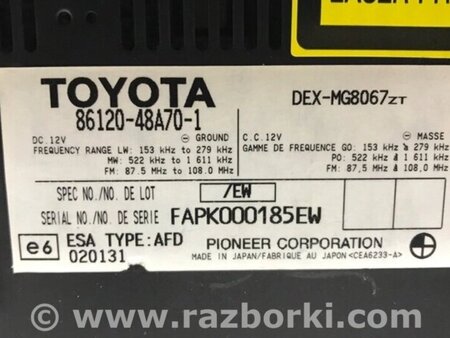 TOYOTA
86120-48A70-1
DEX-MG8067ZT
DC.12V ⊖ GROUND
FREQUENCY RANGE LW: 153 kHz to 279 kHz
MW: 522 kHz to 1 611 kHz
FM: 87.5 MHz to 108.0 MHz
C.C.12V ⊖ MASSE
GAMME DE FREQUENCE GO: 153 kHz à 279 kHz
PO: 522 kHz à 1 611 kHz
FM: 87,5 MHz à 108,0 MHz
SPEC NO./NO. DE LOT /EW
SERIAL NO./NO. DE SERIE FAPK000185EW
e6 ESA TYPE:AFD
020131
PIONEER CORPORATION
MADE IN JAPAN/FABRIQUE AU JAPON <CEA6233-A>
© www.razborki.com